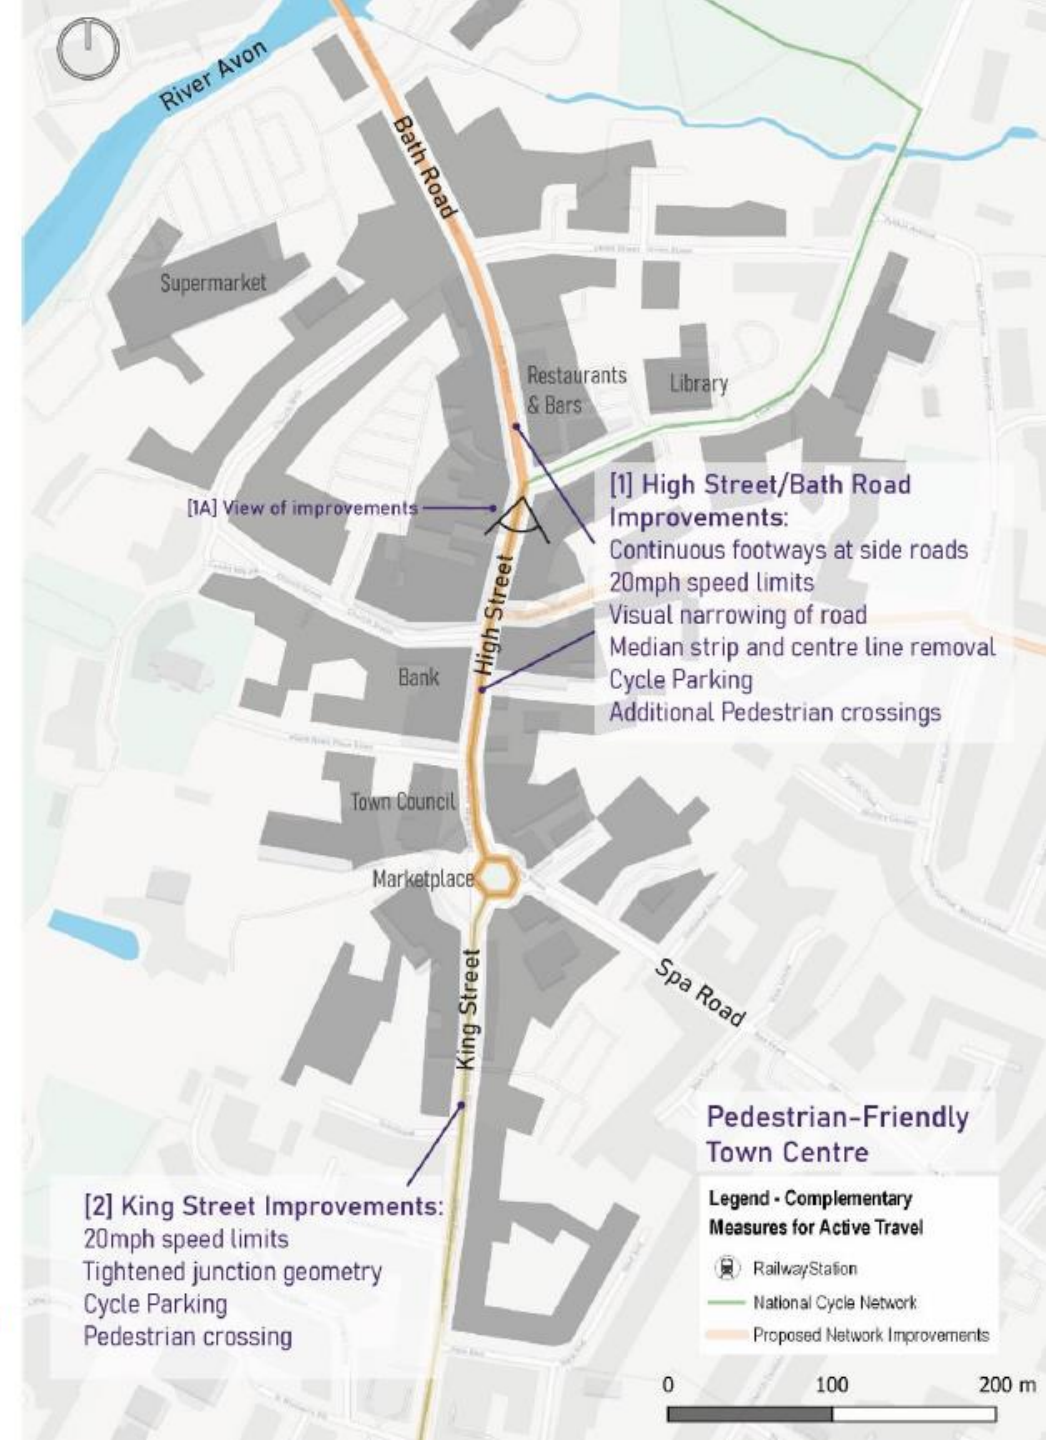 River Avon
Bath Road
Supermarket
Restaurants
& Bars
Library
[1A] View of improvements
[1] High Street/Bath Road
Improvements:
Continuous footways at side roads
20mph speed limits
Visual narrowing of road
Median strip and centre line removal
Cycle Parking
Additional Pedestrian crossings
High Street
Bank
Town Council
Marketplace
King Street
Spa Road
[2] King Street Improvements:
20mph speed limits
Tightened junction geometry
Cycle Parking
Pedestrian crossing
Pedestrian-Friendly
Town Centre
Legend - Complementary
Measures for Active Travel
RailwayStation
National Cycle Network
Proposed Network Improvements
0 100 200 m